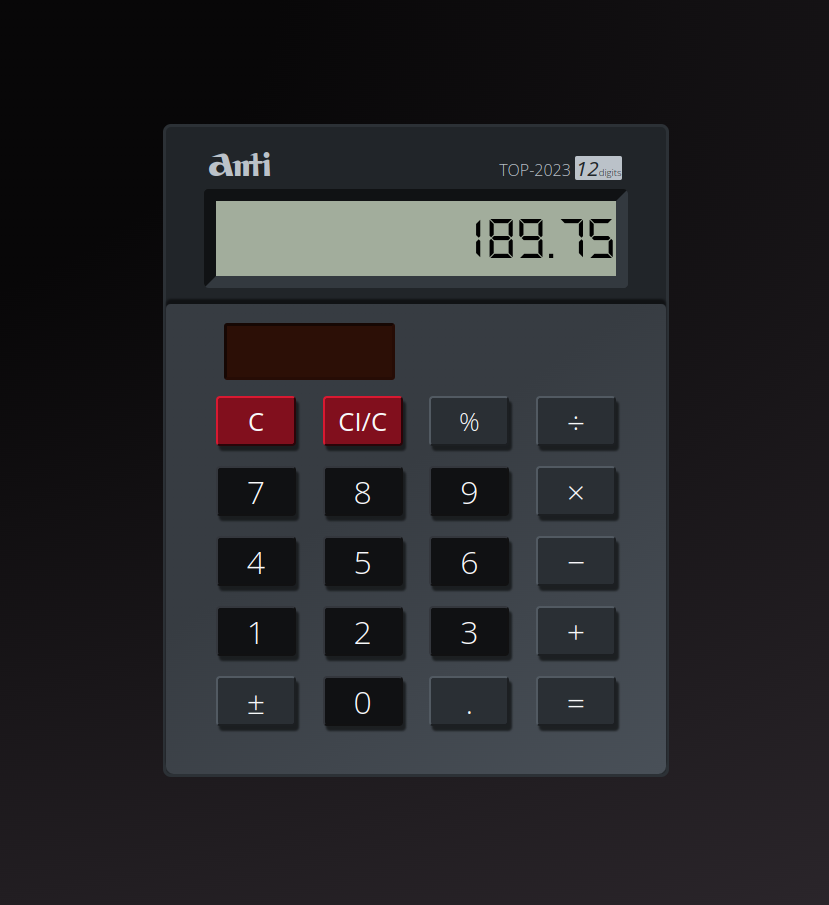 Anti
TOP-2023 12 digits
189.75
C CI/C % ÷
7 8 9 ×
4 5 6 −
1 2 3 +
± 0 . =